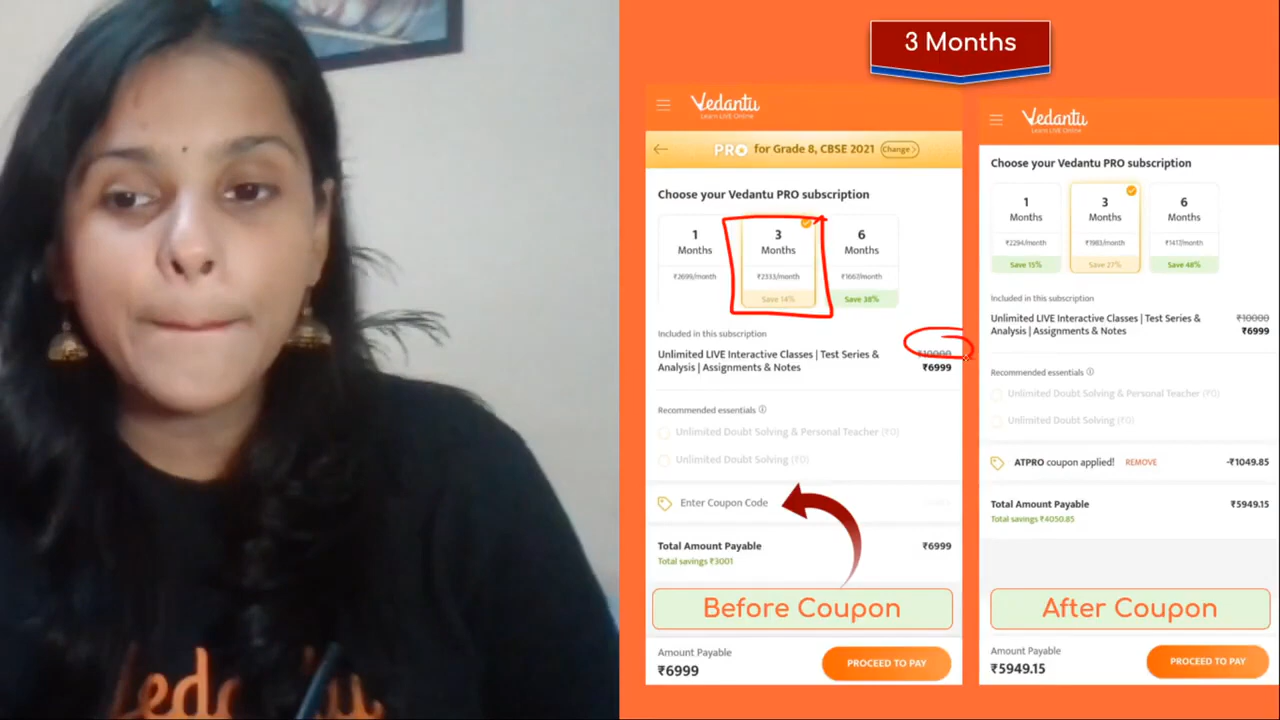 3 Months
Vedantu
Learn LIVE Online
PRO for Grade 8, CBSE 2021 Change >
Choose your Vedantu PRO subscription
1 3 6
Months Months Months
₹2699/month ₹2333/month ₹1667/month
Save 14% Save 38%
Included in this subscription
Unlimited LIVE Interactive Classes | Test Series & ₹10000
Analysis | Assignments & Notes ₹6999
Recommended essentials
Unlimited Doubt Solving & Personal Teacher (₹0)
Unlimited Doubt Solving (₹0)
Enter Coupon Code
Total Amount Payable ₹6999
Total savings ₹3001
Before Coupon
Amount Payable
₹6999 PROCEED TO PAY
Vedantu
Learn LIVE Online
Choose your Vedantu PRO subscription
1 3 6
Months Months Months
₹2294/month ₹1983/month ₹1417/month
Save 15% Save 27% Save 48%
Included in this subscription
Unlimited LIVE Interactive Classes | Test Series & ₹10000
Analysis | Assignments & Notes ₹6999
Recommended essentials
Unlimited Doubt Solving & Personal Teacher (₹0)
Unlimited Doubt Solving (₹0)
ATPRO coupon applied! REMOVE -₹1049.85
Total Amount Payable ₹5949.15
Total savings ₹4050.85
After Coupon
Amount Payable
₹5949.15 PROCEED TO PAY